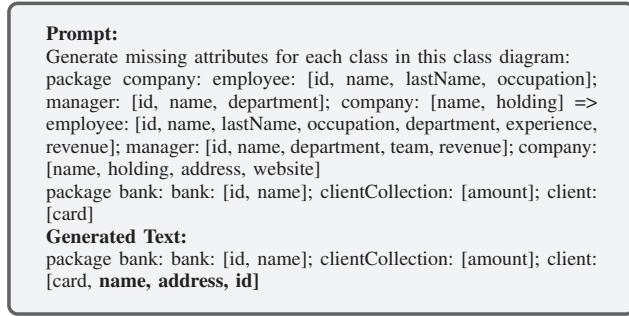 Prompt:
Generate missing attributes for each class in this class diagram:
package company: employee: [id, name, lastName, occupation];
manager: [id, name, department]; company: [name, holding] =>
employee: [id, name, lastName, occupation, department, experience,
revenue]; manager: [id, name, department, team, revenue]; company:
[name, holding, address, website]
package bank: bank: [id, name]; clientCollection: [amount]; client:
[card]
Generated Text:
package bank: bank: [id, name]; clientCollection: [amount]; client:
[card, name, address, id]